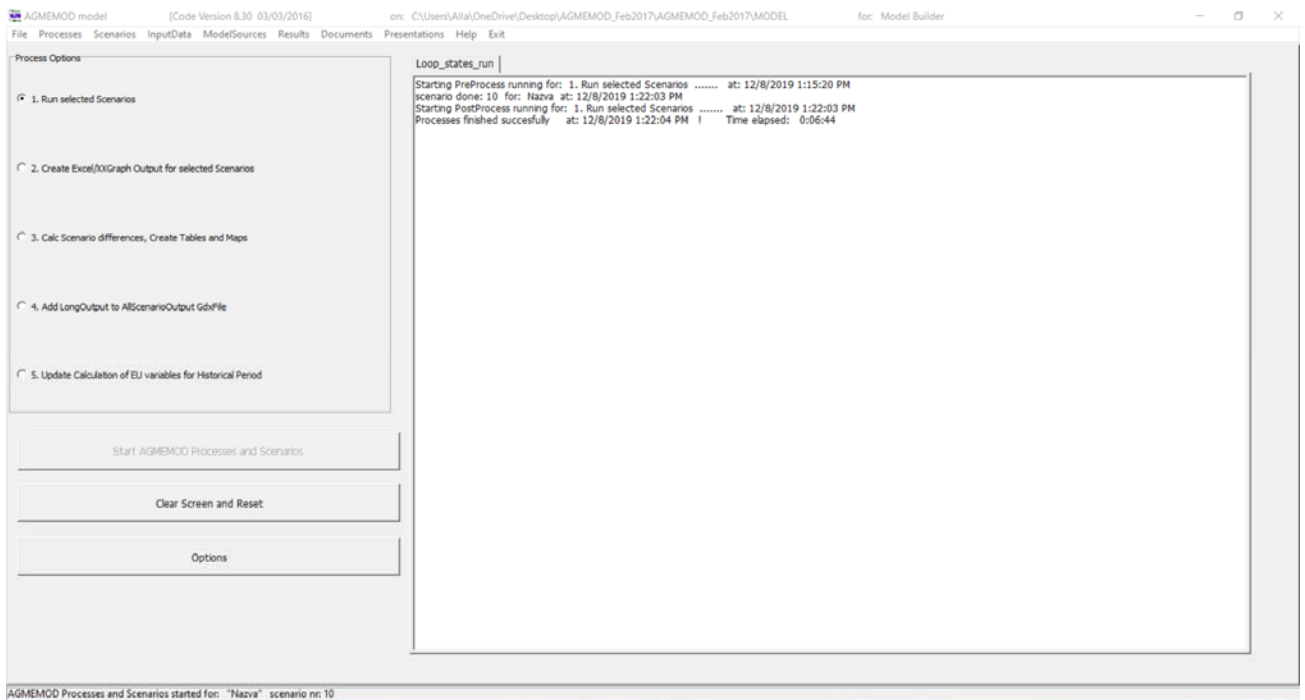 AGMEMOD model [Code Version 8.30 03/03/2016] on: C:\Users\Alla\OneDrive\Desktop\AGMEMOD_Feb2017\AGMEMOD_Feb2017\MODEL for: Model Builder
File Processes Scenarios InputData ModelSources Results Documents Presentations Help Exit
Process Options
1. Run selected Scenarios
2. Create Excel/XXGraph Output for selected Scenarios
3. Calc Scenario differences, Create Tables and Maps
4. Add LongOutput to AllScenarioOutput GdxFile
5. Update Calculation of EU variables for Historical Period
Start AGMEMOD Processes and Scenarios
Clear Screen and Reset
Options
Loop_states_run
Starting PreProcess running for: 1. Run selected Scenarios ....... at: 12/8/2019 1:15:20 PM
scenario done: 10 for: Nazva at: 12/8/2019 1:22:03 PM
Starting PostProcess running for: 1. Run selected Scenarios ....... at: 12/8/2019 1:22:03 PM
Processes finished succesfully at: 12/8/2019 1:22:04 PM ! Time elapsed: 0:06:44
AGMEMOD Processes and Scenarios started for: "Nazva" scenario nr: 10